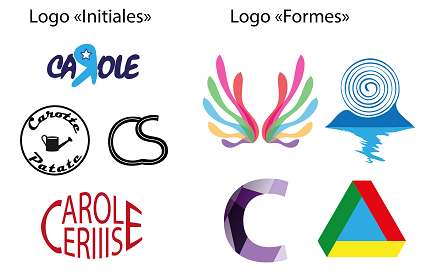 Logo «Initiales»
Logo «Formes»
CAROLE
Carotte
Patate
CS
CAROLE
CERIIISE
C